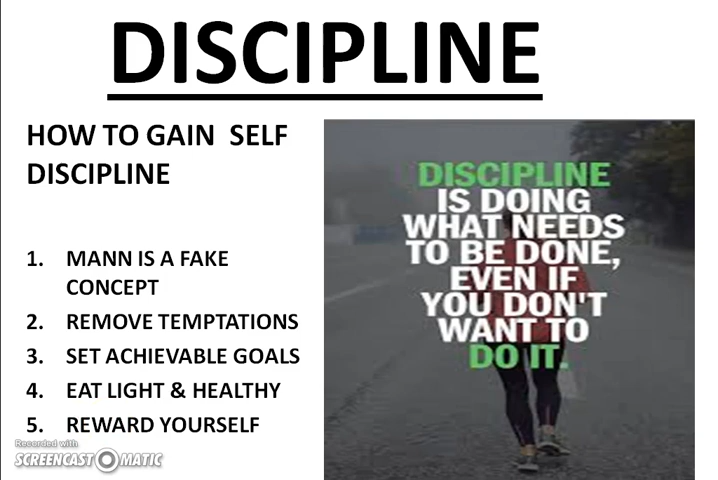 DISCIPLINE
HOW TO GAIN SELF
DISCIPLINE
1. MANN IS A FAKE
CONCEPT
2. REMOVE TEMPTATIONS
3. SET ACHIEVABLE GOALS
4. EAT LIGHT & HEALTHY
5. REWARD YOURSELF
DISCIPLINE
IS DOING
WHAT NEEDS
TO BE DONE,
EVEN IF
YOU DON'T
WANT TO
DO IT.
Recorded with
SCREENCAST-O-MATIC